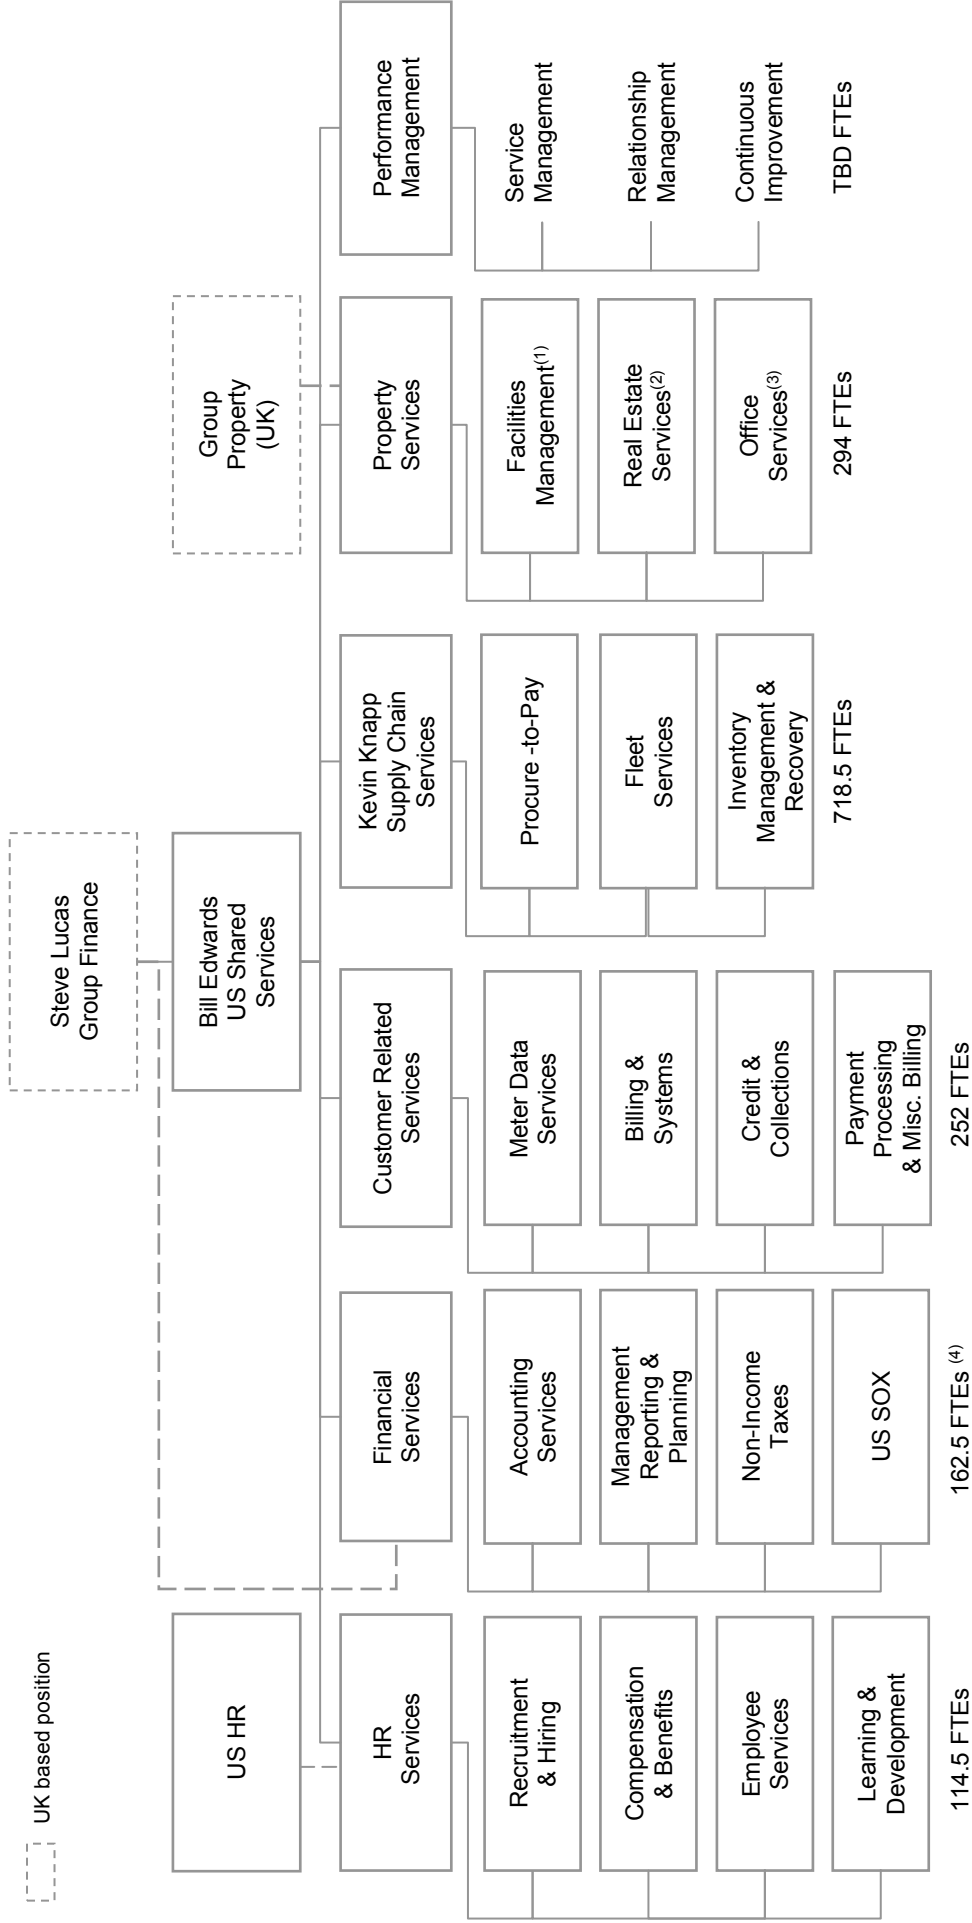 UK based position
Steve Lucas
Group Finance
US HR
Bill Edwards
US Shared
Services
Group
Property
(UK)
HR
Services
Financial
Services
Customer Related
Services
Kevin Knapp
Supply Chain
Services
Property
Services
Performance
Management
Recruitment
& Hiring
Compensation
& Benefits
Employee
Services
Learning &
Development
114.5 FTEs
Accounting
Services
Management
Reporting &
Planning
Non-Income
Taxes
US SOX
162.5 FTEs (4)
Meter Data
Services
Billing &
Systems
Credit &
Collections
Payment
Processing
& Misc. Billing
252 FTEs
Procure -to-Pay
Fleet
Services
Inventory
Management &
Recovery
718.5 FTEs
Facilities
Management(1)
Real Estate
Services(2)
Office
Services(3)
294 FTEs
Service
Management
Relationship
Management
Continuous
Improvement
TBD FTEs